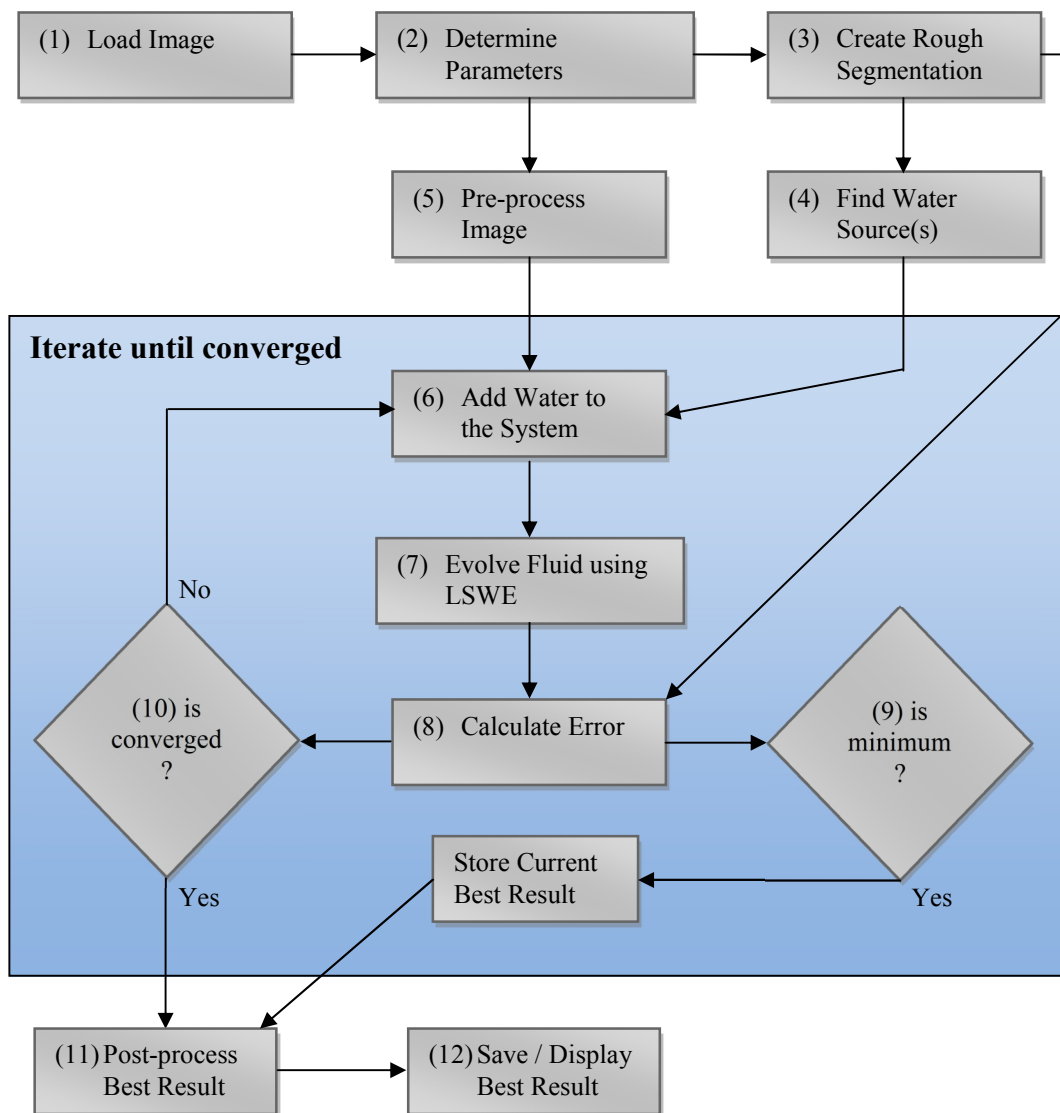 (1) Load Image
(2) Determine
Parameters
(3) Create Rough
Segmentation
(5) Pre-process
Image
(4) Find Water
Source(s)
Iterate until converged
(6) Add Water to
the System
(7) Evolve Fluid using
LSWE
No
(10) is
converged
?
(8) Calculate Error
(9) is
minimum
?
Store Current
Best Result
Yes
Yes
(11) Post-process
Best Result
(12) Save / Display
Best Result